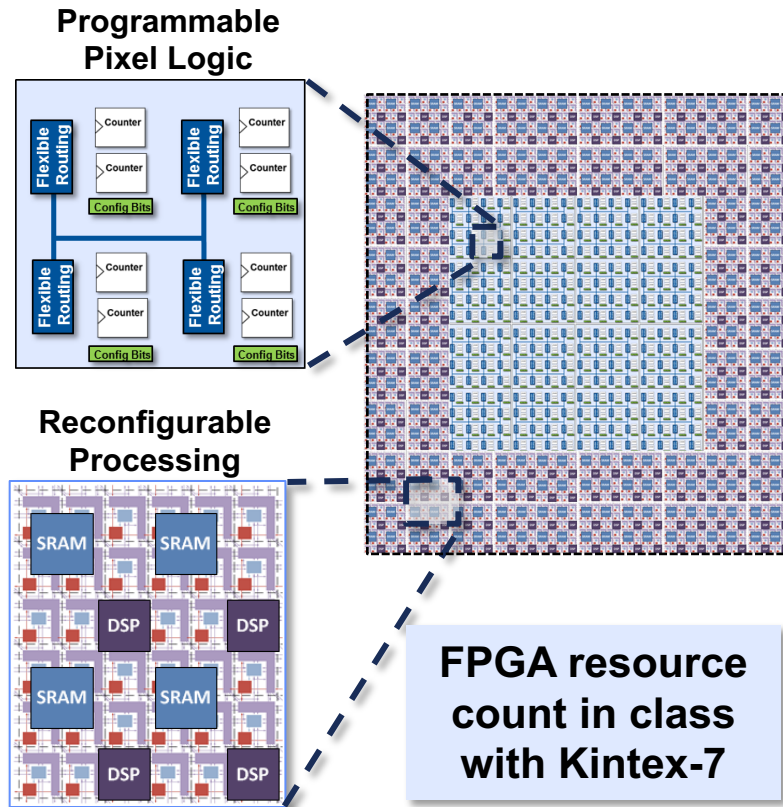 Programmable
Pixel Logic
Flexible
Routing
Counter
Counter
Config Bits
Flexible
Routing
Counter
Counter
Config Bits
Flexible
Routing
Counter
Counter
Config Bits
Flexible
Routing
Counter
Counter
Config Bits
Reconfigurable
Processing
SRAM
SRAM
DSP
DSP
SRAM
SRAM
DSP
DSP
FPGA resource
count in class
with Kintex-7